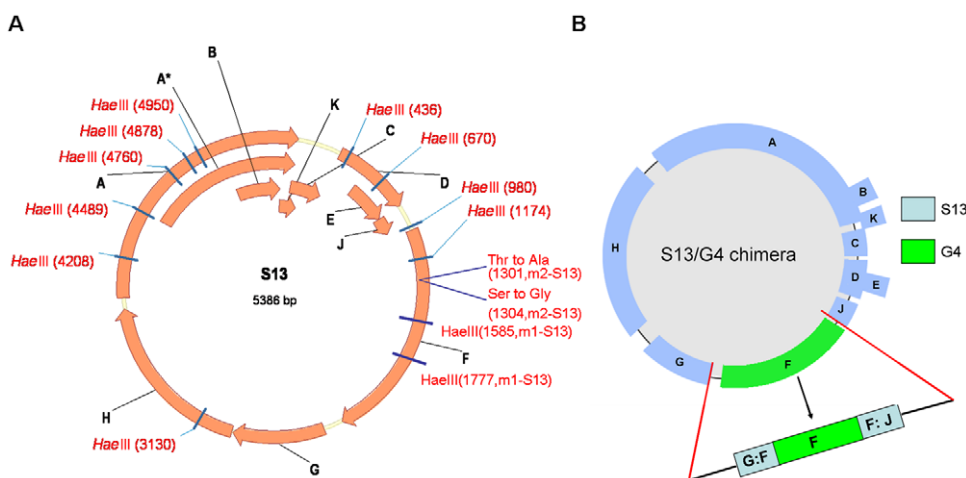 A
B
A*
K
HaeIII (4950)
HaeIII (4878)
HaeIII (4760)
A
HaeIII (4489)
HaeIII (4208)
HaeIII (436)
C
HaeIII (670)
D
HaeIII (980)
HaeIII (1174)
E
J
S13
5386 bp
Thr to Ala
(1301,m2-S13)
Ser to Gly
(1304,m2-S13)
HaeIII(1585,m1-S13)
F
HaeIII(1777,m1-S13)
H
HaeIII (3130)
G
B
A
B
K
C
D
E
J
H
S13/G4 chimera
G
F
S13
G4
G:F
F
F: J